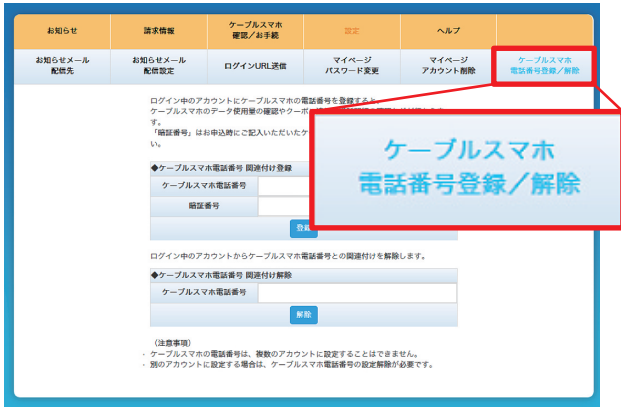 お知らせ
請求情報
ケーブルスマホ
確認／お手続
設定
ヘルプ
お知らせメール
配信先
お知らせメール
配信設定
ログインURL送信
マイページ
パスワード変更
マイページ
アカウント削除
ケーブルスマホ
電話番号登録／解除
ログイン中のアカウントにケーブルスマホの電話番号を登録すると、
ケーブルスマホのデータ使用量の確認やクーポ
す。
「暗証番号」はお申込時にご記入いただいたケ
い。
ケーブルスマホ
電話番号登録／解除
◆ケーブルスマホ電話番号 関連付け登録
ケーブルスマホ電話番号
暗証番号
登録
ログイン中のアカウントからケーブルスマホ電話番号との関連付けを解除します。
◆ケーブルスマホ電話番号 関連付け解除
ケーブルスマホ電話番号
解除
（注意事項）
・ ケーブルスマホの電話番号は、複数のアカウントに設定することはできません。
・ 別のアカウントに設定する場合は、ケーブルスマホ電話番号の設定解除が必要です。